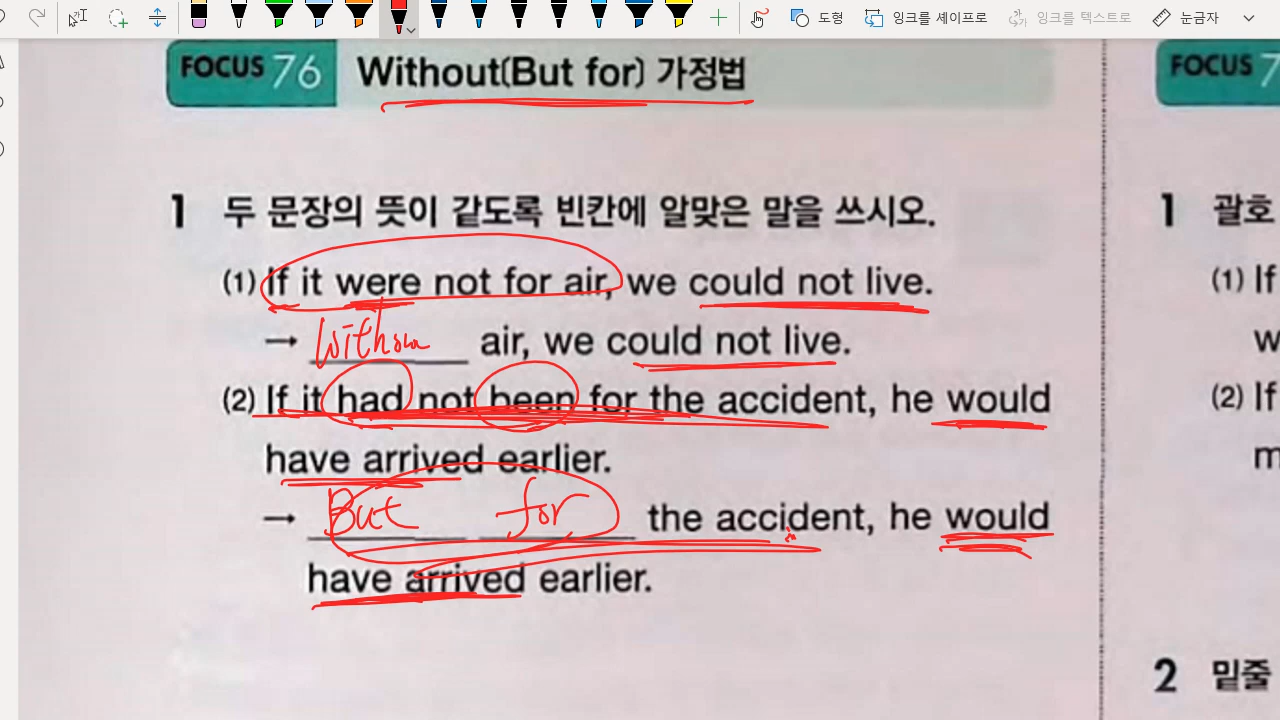 잉크를 셰이프로
잉크를 텍스트로
눈금자
FOCUS 76 Without(But for) 가정법
FOCUS 7
1 두 문장의 뜻이 같도록 빈칸에 알맞은 말을 쓰시오.
(1) If it were not for air, we could not live.
→ air, we could not live.
(2) If it had not been for the accident, he would
have arrived earlier.
→ But for the accident, he would
have arrived earlier.
1 괄호
(1) If
w
(2) If
m
2 밑줄